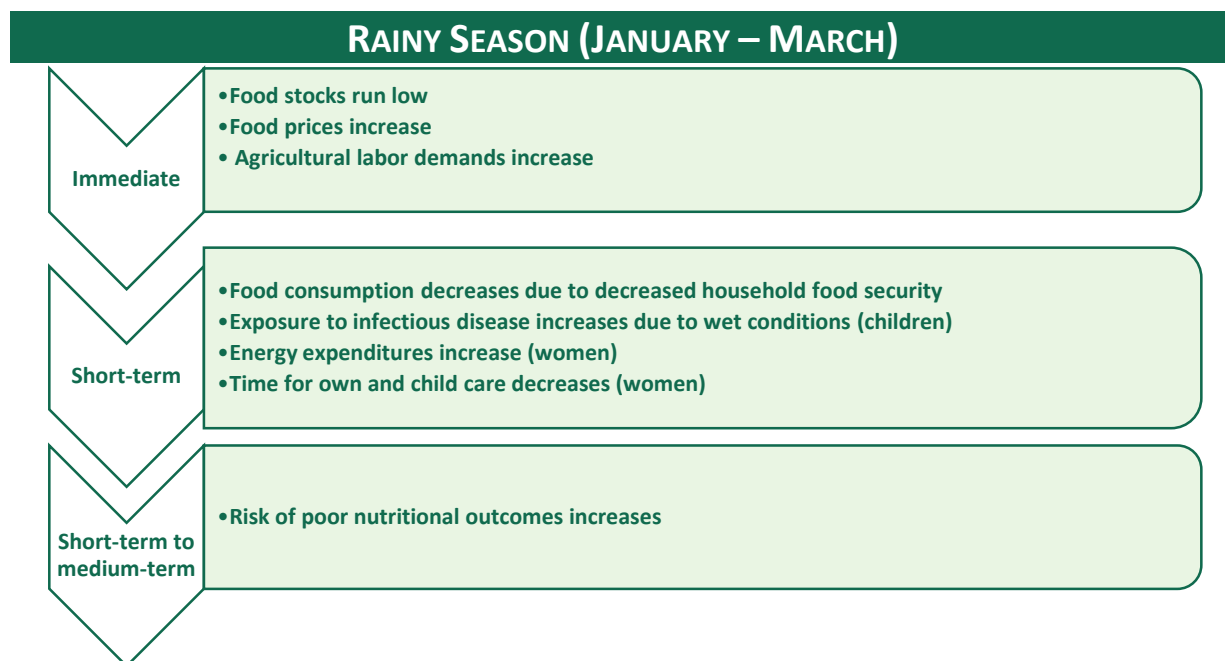 RAINY SEASON (JANUARY – MARCH)
Immediate
•Food stocks run low
•Food prices increase
• Agricultural labor demands increase
Short-term
•Food consumption decreases due to decreased household food security
•Exposure to infectious disease increases due to wet conditions (children)
•Energy expenditures increase (women)
•Time for own and child care decreases (women)
Short-term to
medium-term
•Risk of poor nutritional outcomes increases